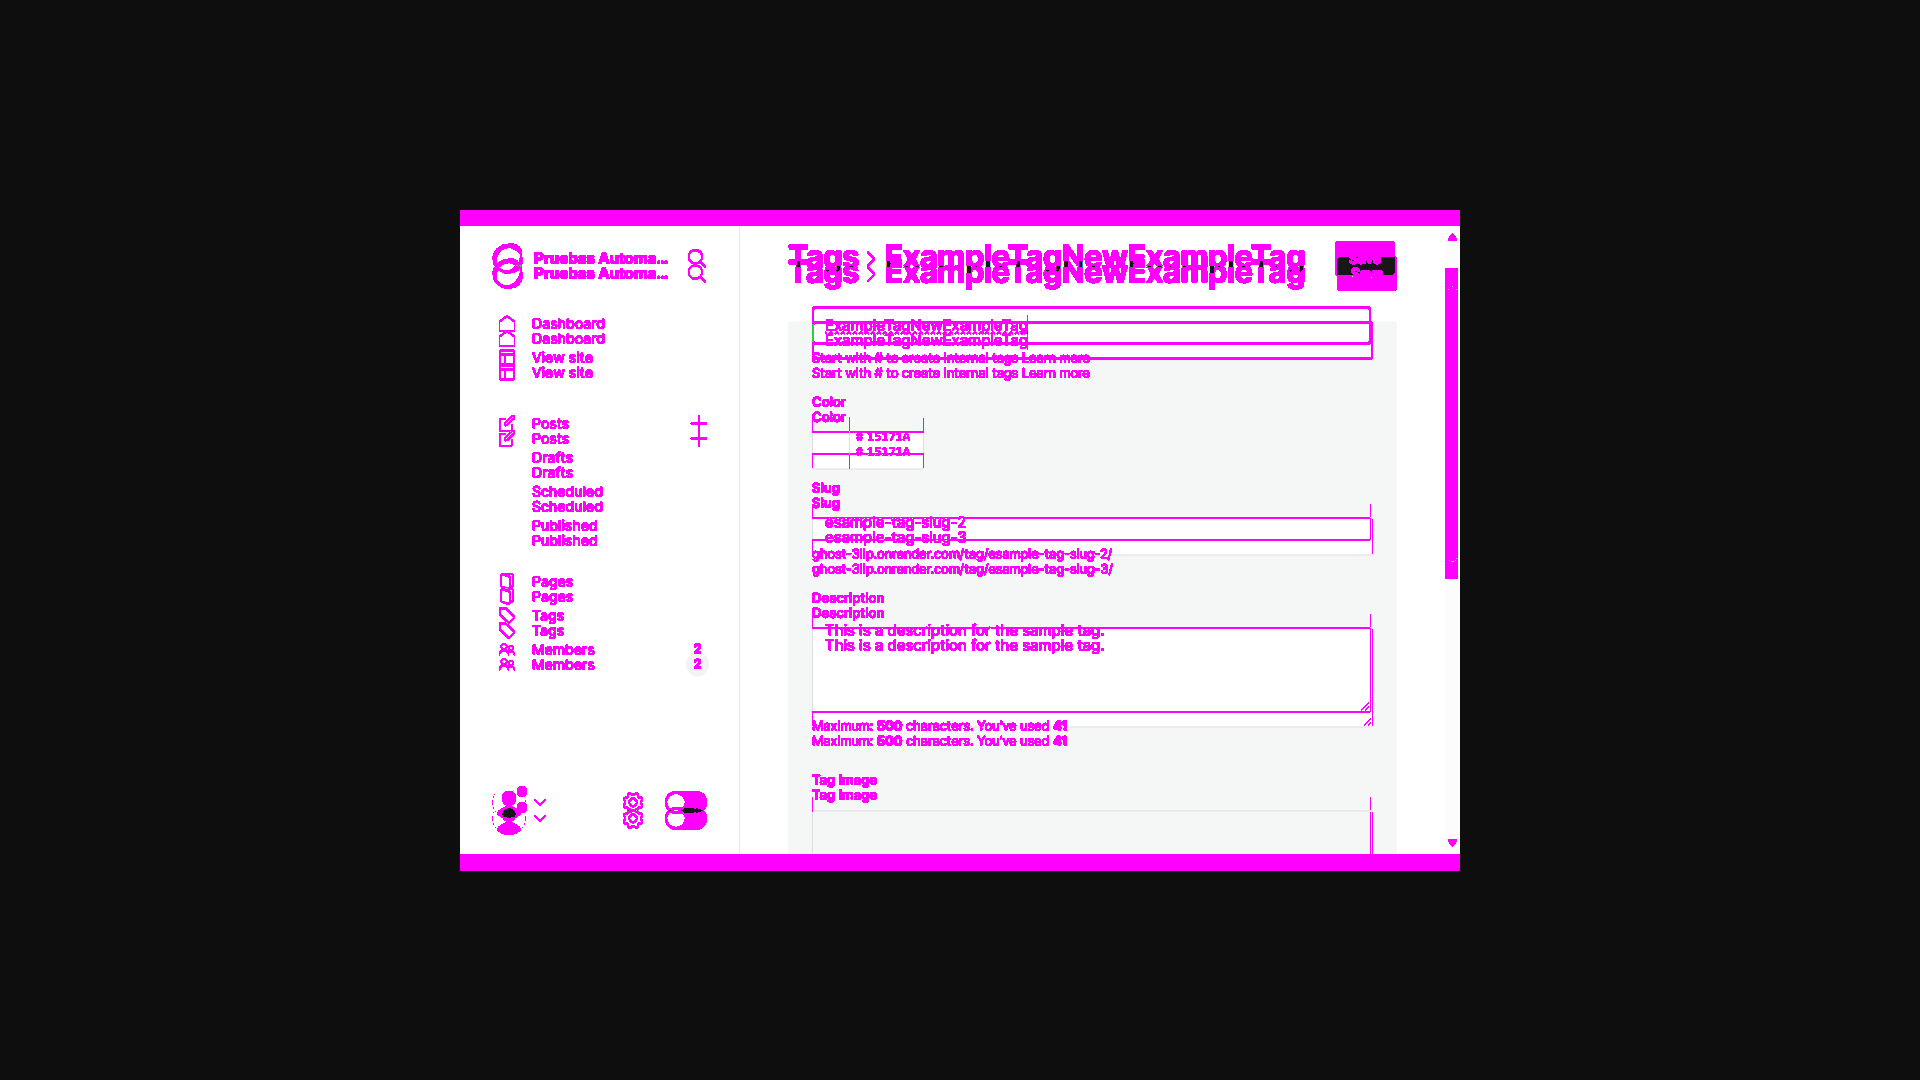 Pruebas Automa...
Pruebas Automa...
Dashboard
Dashboard
View site
View site
Posts
Posts
Drafts
Drafts
Scheduled
Scheduled
Published
Published
Pages
Pages
Tags
Tags
Members 2
Members 2
Tags > ExampleTagNewExampleTag
Tags > ExampleTagNewExampleTag
ExampleTagNewExampleTag
ExampleTagNewExampleTag
Start with # to create internal tags Learn more
Start with # to create internal tags Learn more
Color
Color
# 15171A
# 15171A
Slug
Slug
esample-tag-slug-2
esample-tag-slug-3
ghost-3lip.onrender.com/tag/esample-tag-slug-2/
ghost-3lip.onrender.com/tag/esample-tag-slug-3/
Description
Description
This is a description for the sample tag.
This is a description for the sample tag.
Maximum: 500 characters. You've used 41
Maximum: 500 characters. You've used 41
Tag image
Tag image